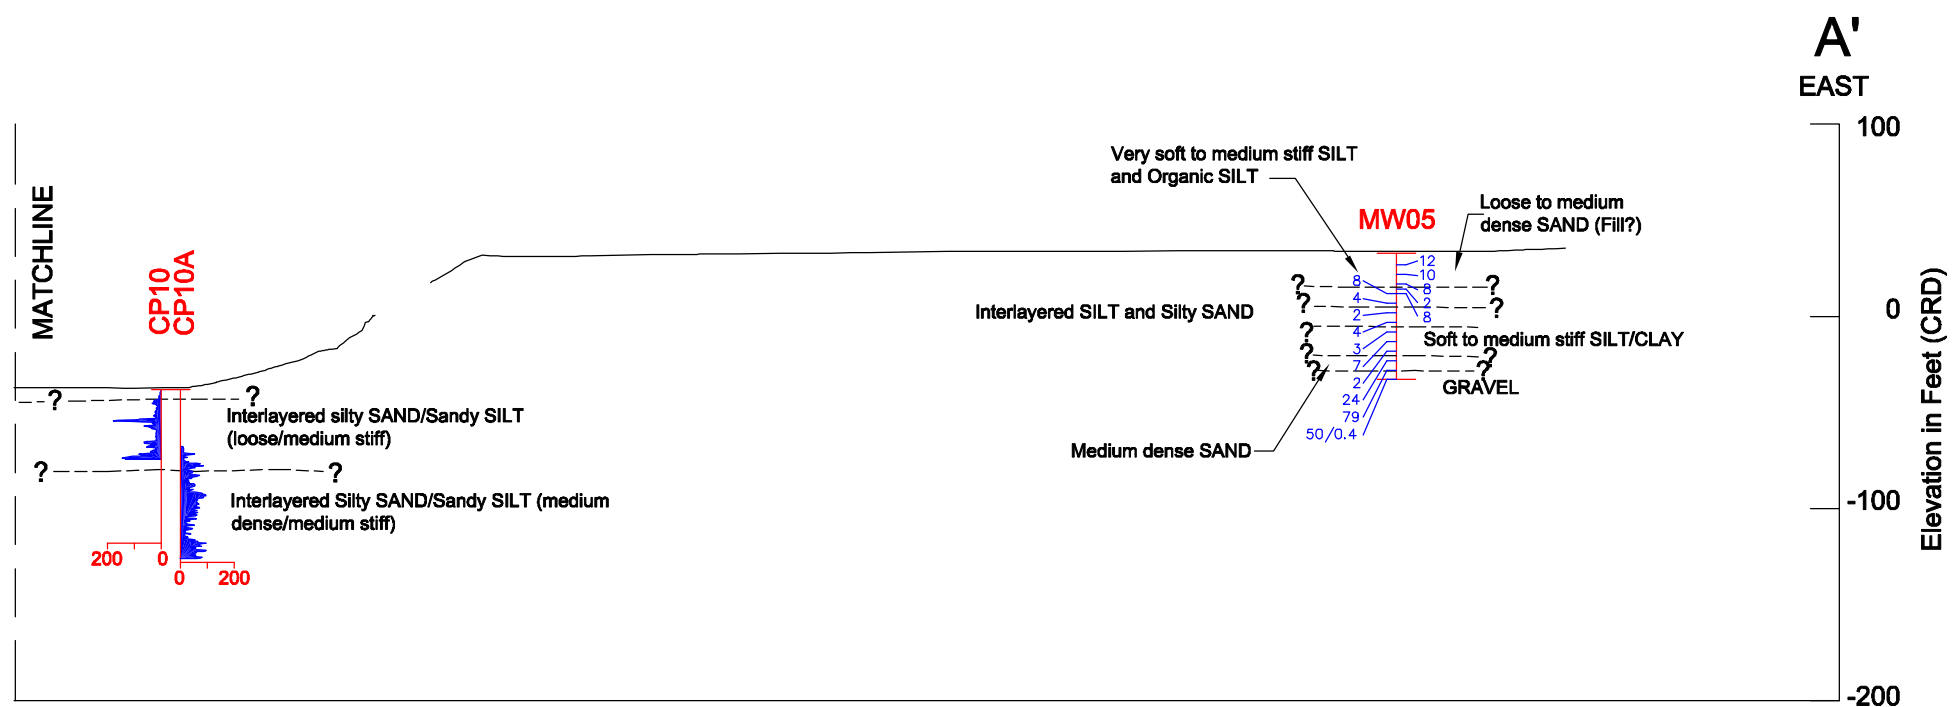 A'
EAST
100
0
-100
-200
Elevation in Feet (CRD)
MATCHLINE
CP10
CP10A
Very soft to medium stiff SILT
and Organic SILT
MW05
Loose to medium
dense SAND (Fill?)
12
10
8
2
8
8
4
2
4
3
7
2
24
79
50/0.4
?
?
?
?
?
?
?
?
?
Interlayered SILT and Silty SAND
Soft to medium stiff SILT/CLAY
GRAVEL
Medium dense SAND
?
?
Interlayered silty SAND/Sandy SILT
(loose/medium stiff)
?
?
Interlayered Silty SAND/Sandy SILT (medium
dense/medium stiff)
200
0
0
200